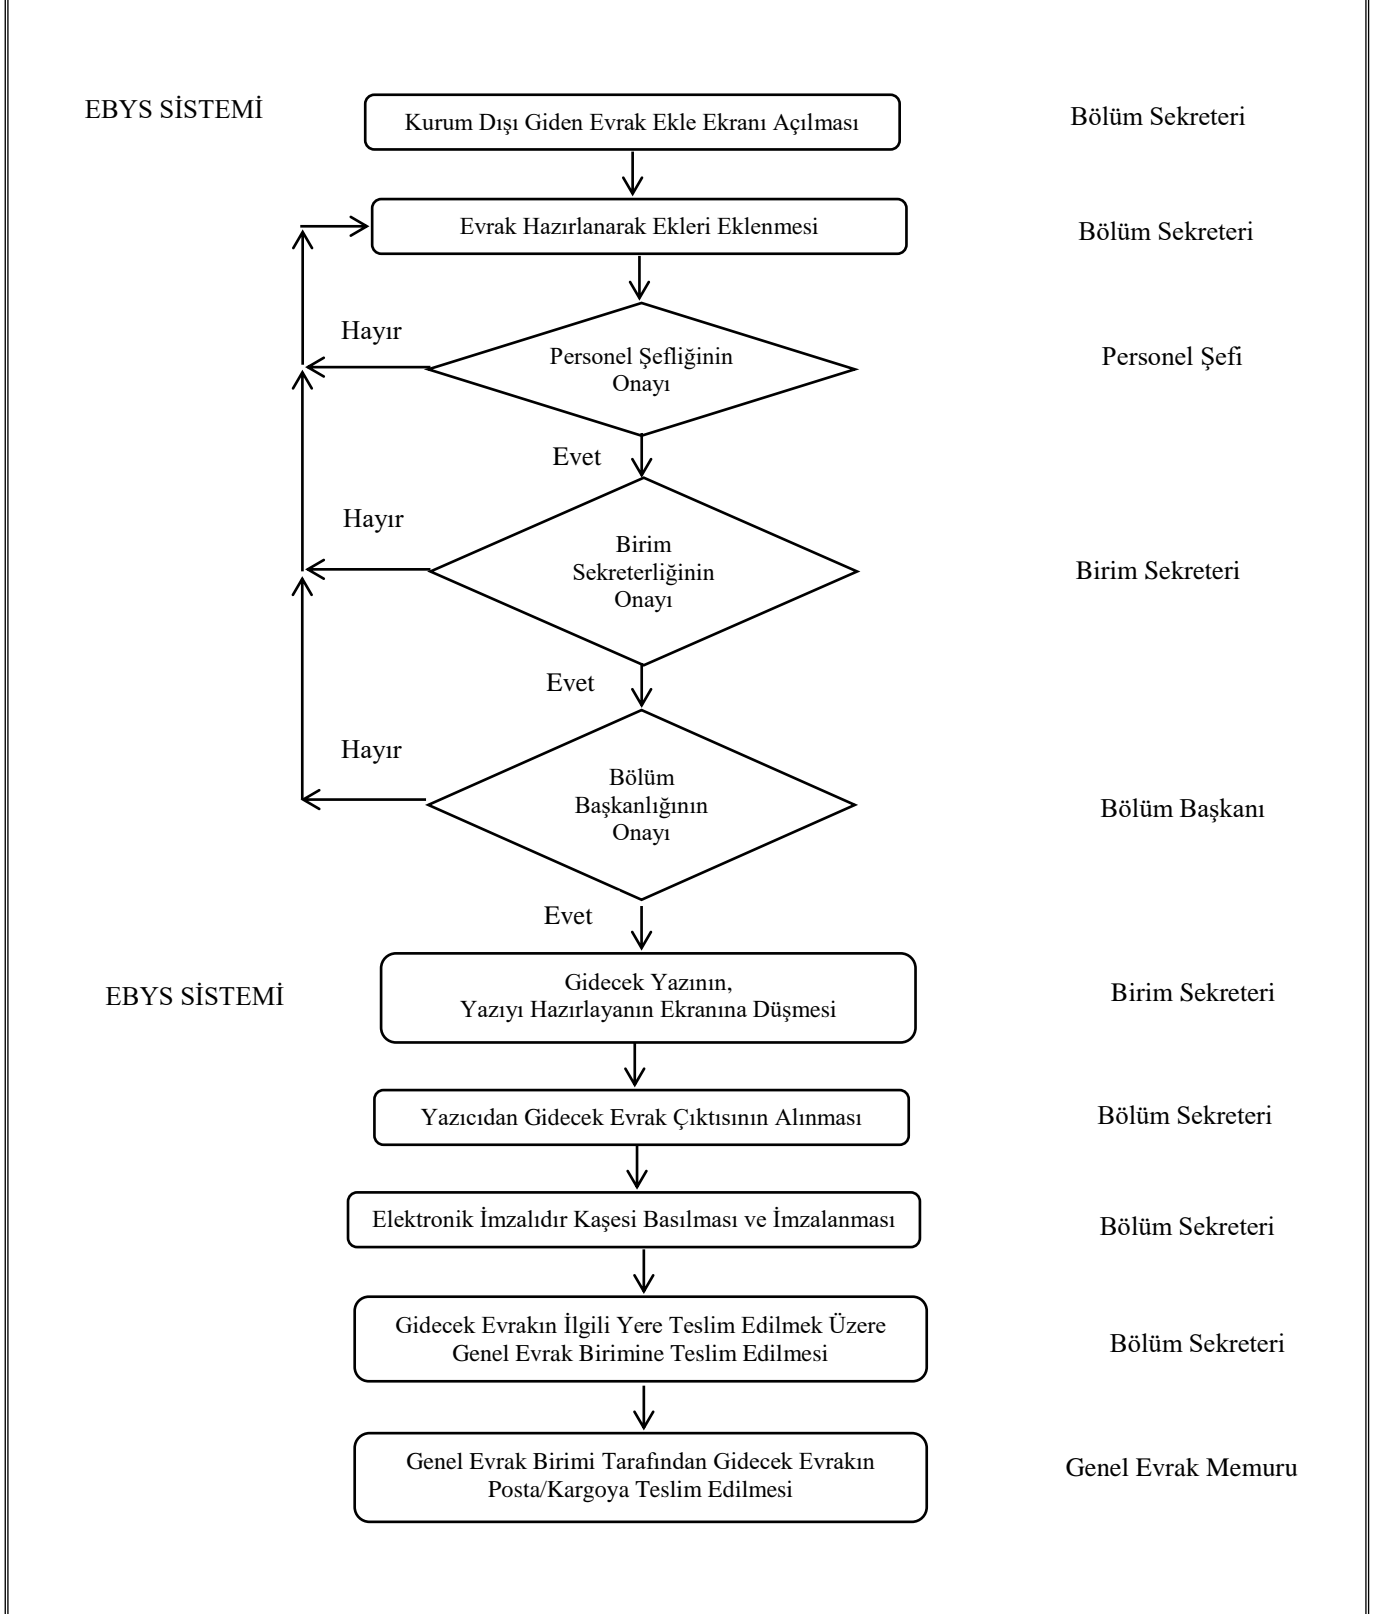 EBYS SİSTEMİ
Kurum Dışı Giden Evrak Ekle Ekranı Açılması
Bölüm Sekreteri
Evrak Hazırlanarak Ekleri Eklenmesi
Bölüm Sekreteri
Hayır
Personel Şefliğinin
Onayı
Personel Şefi
Evet
Hayır
Birim
Sekreterliğinin
Onayı
Birim Sekreteri
Evet
Hayır
Bölüm
Başkanlığının
Onayı
Bölüm Başkanı
Evet
EBYS SİSTEMİ
Gidecek Yazının,
Yazıyı Hazırlayanın Ekranına Düşmesi
Birim Sekreteri
Yazıcıdan Gidecek Evrak Çıktısının Alınması
Bölüm Sekreteri
Elektronik İmzalıdır Kaşesi Basılması ve İmzalanması
Bölüm Sekreteri
Gidecek Evrakın İlgili Yere Teslim Edilmek Üzere
Genel Evrak Birimine Teslim Edilmesi
Bölüm Sekreteri
Genel Evrak Birimi Tarafından Gidecek Evrakın
Posta/Kargoya Teslim Edilmesi
Genel Evrak Memuru